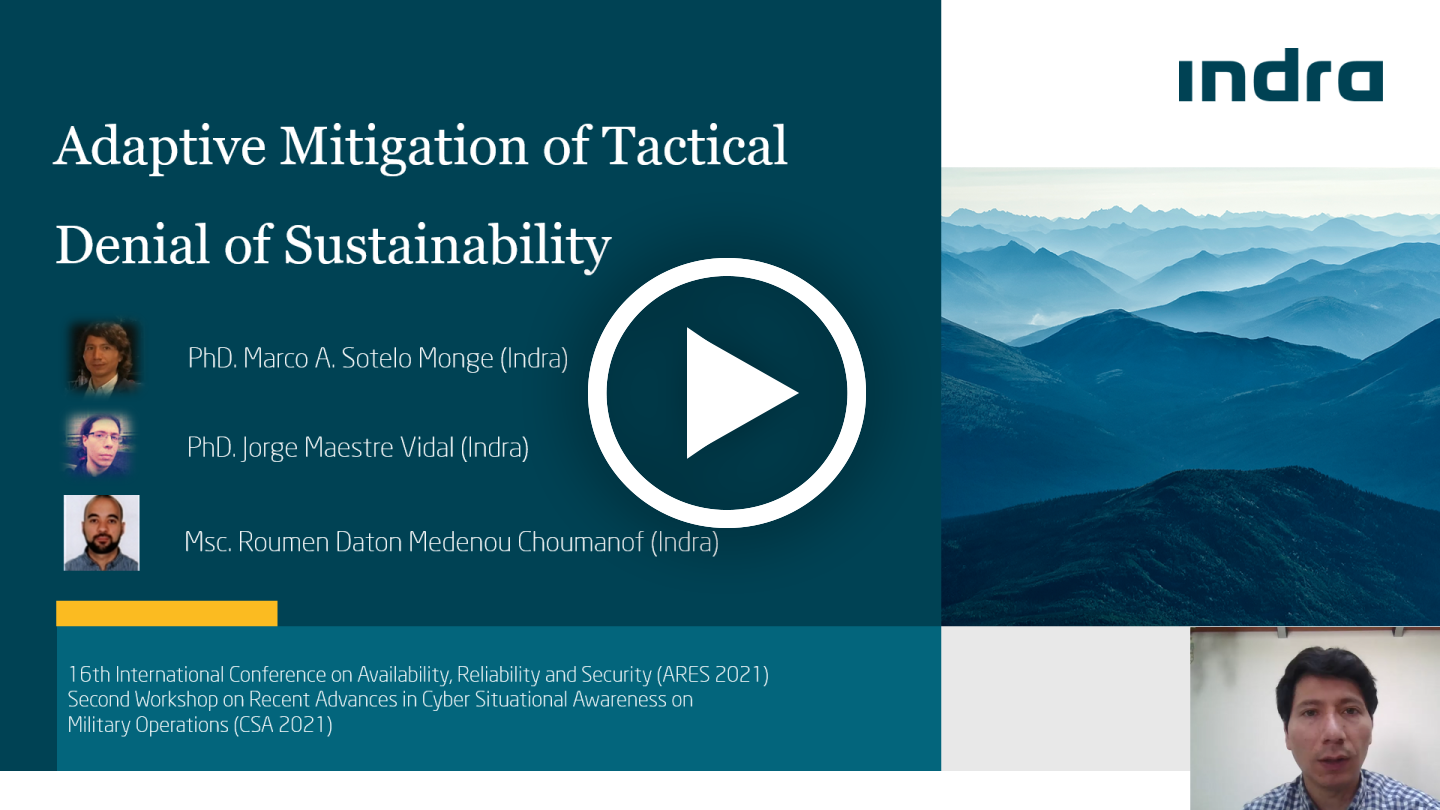 indra
Adaptive Mitigation of Tactical
Denial of Sustainability
PhD. Marco A. Sotelo Monge (Indra)
PhD. Jorge Maestre Vidal (Indra)
Msc. Roumen Daton Medenou Choumanof (Indra)
16th International Conference on Availability, Reliability and Security (ARES 2021)
Second Workshop on Recent Advances in Cyber Situational Awareness on
Military Operations (CSA 2021)